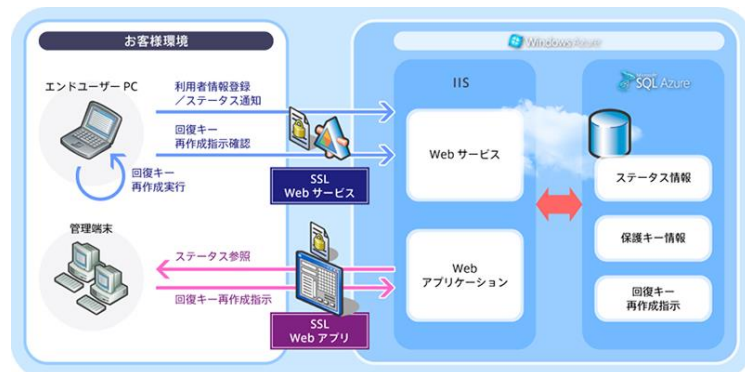 お客様環境
Windows Azure
エンドユーザー PC
利用者情報登録
／ステータス通知
回復キー
再作成指示確認
回復キー
再作成実行
SSL
Web サービス
管理端末
ステータス参照
回復キー再作成指示
SSL
Web アプリ
IIS
Web サービス
Web
アプリケーション
SQL Azure
ステータス情報
保護キー情報
回復キー
再作成指示